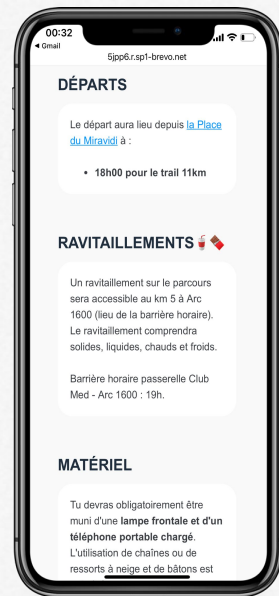 00:32
◄ Gmail
5jpp6.r.sp1-brevo.net
DÉPARTS
Le départ aura lieu depuis la Place
du Miravidi à :
• 18h00 pour le trail 11km
RAVITAILLEMENTS🥤🍫
Un ravitaillement sur le parcours
sera accessible au km 5 à Arc
1600 (lieu de la barrière horaire).
Le ravitaillement comprendra
solides, liquides, chauds et froids.
Barrière horaire passerelle Club
Med - Arc 1600 : 19h.
MATÉRIEL
Tu devras obligatoirement être
muni d'une lampe frontale et d'un
téléphone portable chargé.
L'utilisation de chaînes ou de
ressorts à neige et de bâtons est